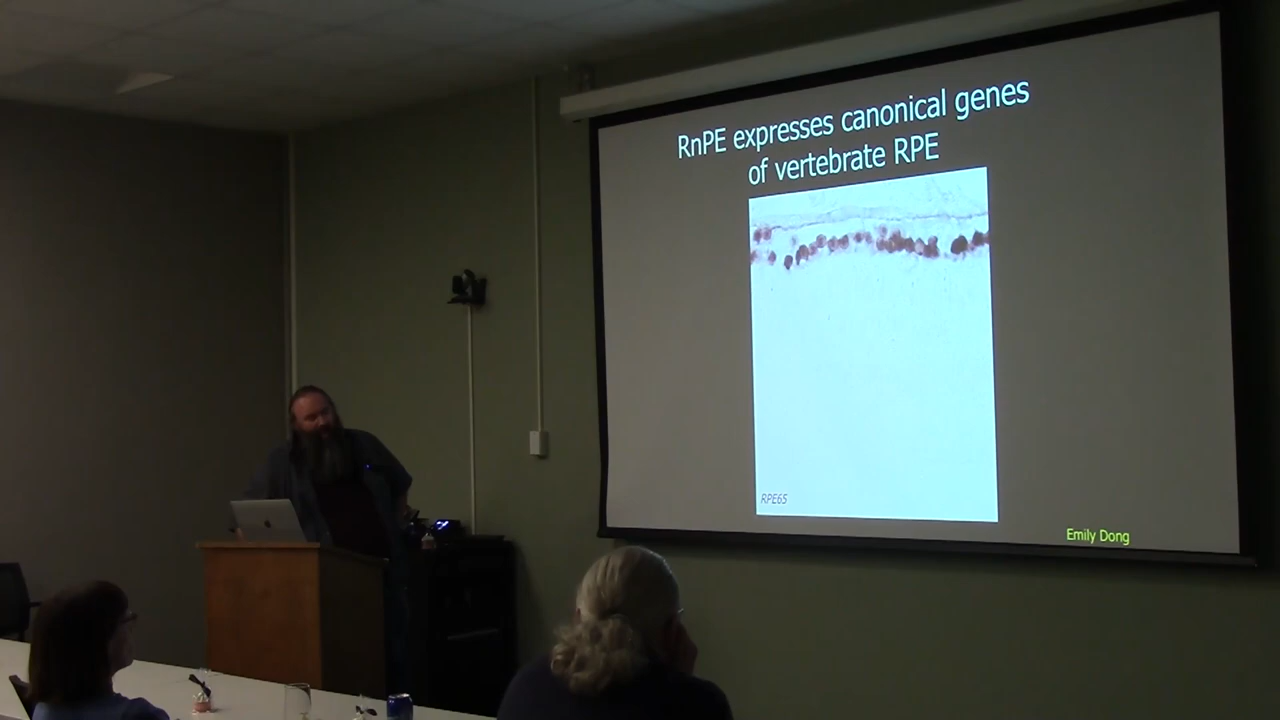 RnPE expresses canonical genes
of vertebrate RPE
RPE65
Emily Dong